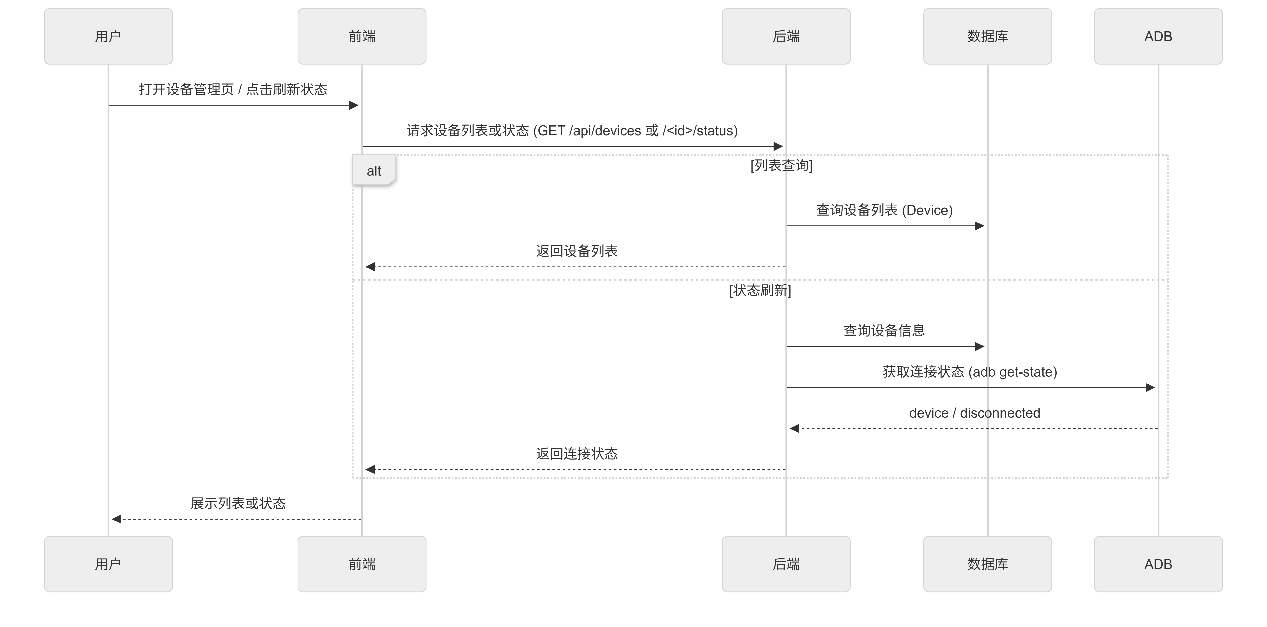 用户
前端
后端
数据库
ADB
打开设备管理页 / 点击刷新状态
请求设备列表或状态 (GET /api/devices 或 /<id>/status)
alt
[列表查询]
查询设备列表 (Device)
返回设备列表
[状态刷新]
查询设备信息
获取连接状态 (adb get-state)
device / disconnected
返回连接状态
展示列表或状态
用户
前端
后端
数据库
ADB